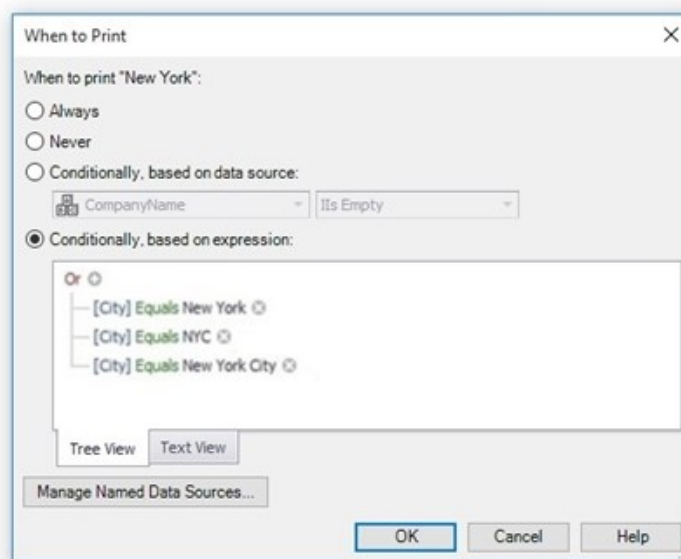 When to Print
When to print "New York":
Always
Never
Conditionally, based on data source:
CompanyName IIs Empty
Conditionally, based on expression:
Or
[City] Equals New York
[City] Equals NYC
[City] Equals New York City
Tree View Text View
Manage Named Data Sources...
OK Cancel Help